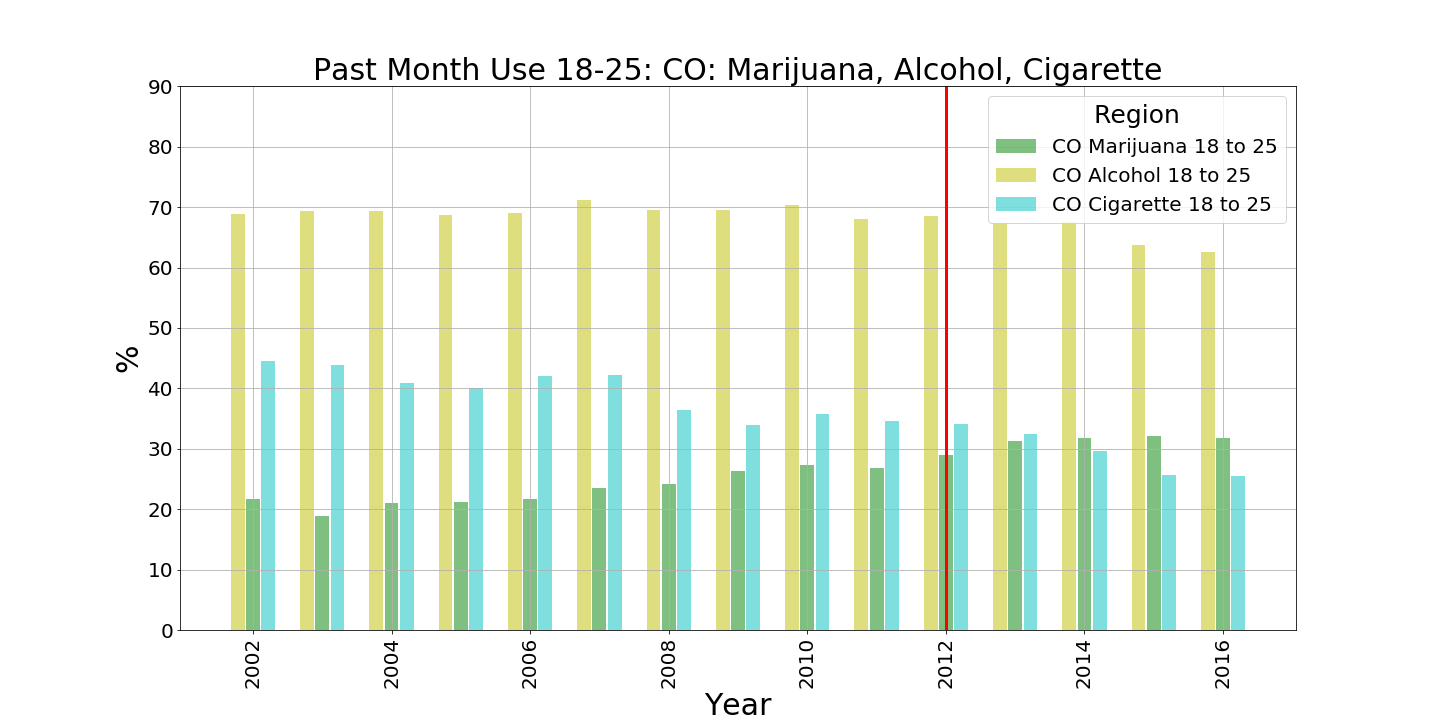 Past Month Use 18-25: CO: Marijuana, Alcohol, Cigarette
90
80
70
60
50
40
30
20
10
0
%
Region
CO Marijuana 18 to 25
CO Alcohol 18 to 25
CO Cigarette 18 to 25
2002 2004 2006 2008 2010 2012 2014 2016
Year